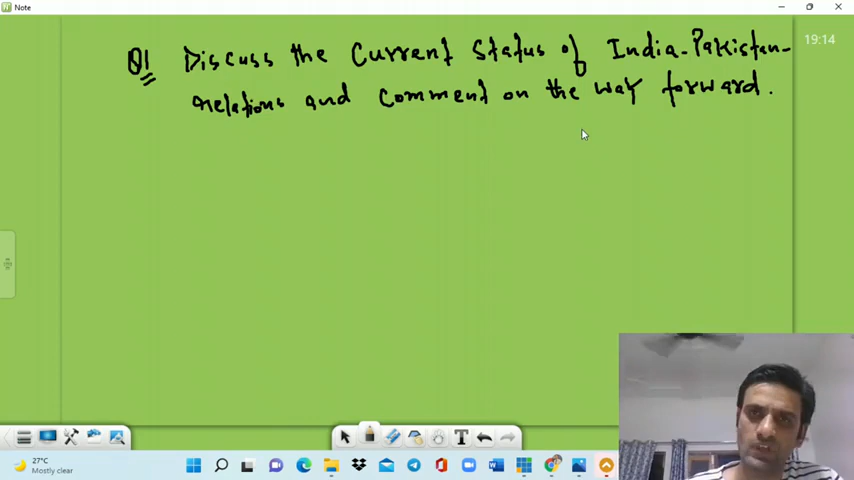 Note
19:14
Q1 Discuss the Current Status of India-Pakistan-
relations and comment on the way forward.
T
27°C
Mostly clear